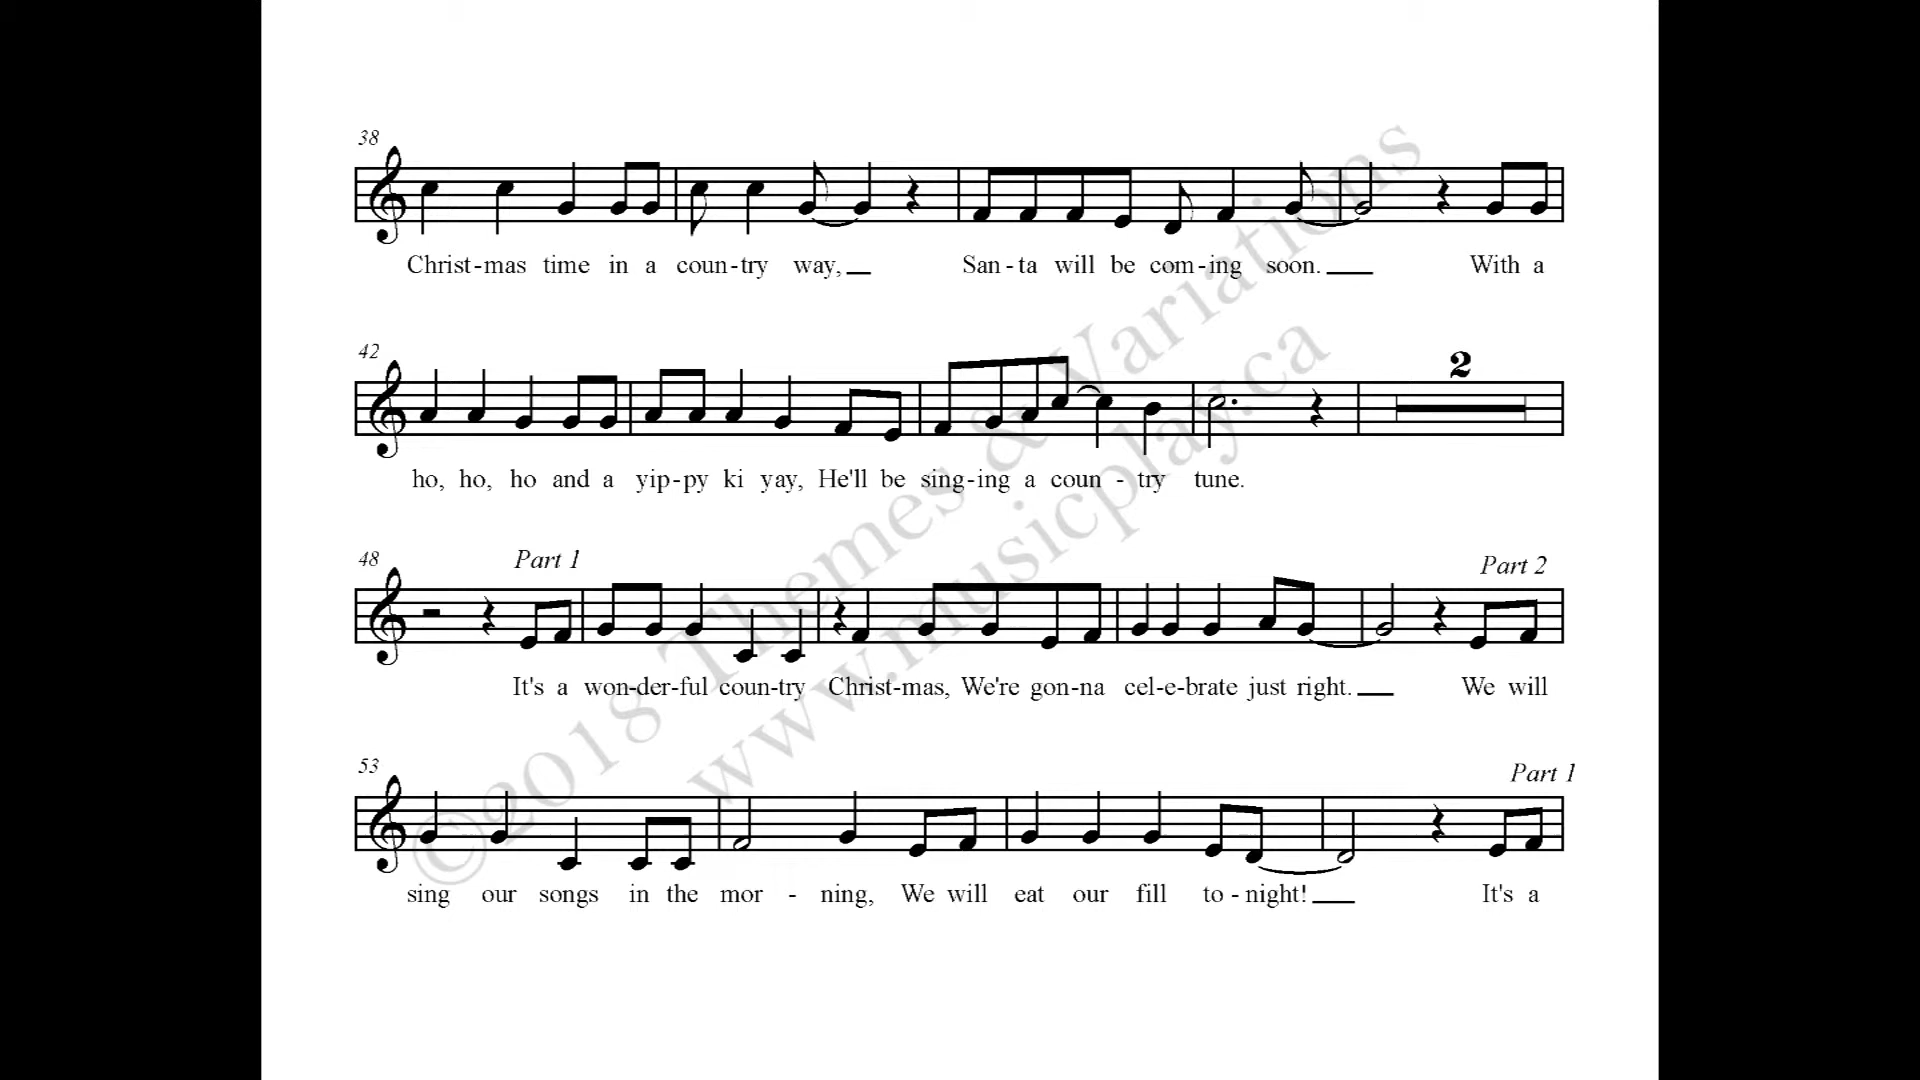 38
Christ-mas time in a coun-try way, San-ta will be com-ing soon. With a
42
2
ho, ho, ho and a yip-py ki yay, He'll be sing-ing a coun - try tune.
48 Part 1 Part 2
It's a won-der-ful coun-try Christ-mas, We're gon-na cel-e-brate just right. We will
53 Part 1
sing our songs in the mor - ning, We will eat our fill to-night! It's a
©2018 Themes & Variations
www.musicplay.ca